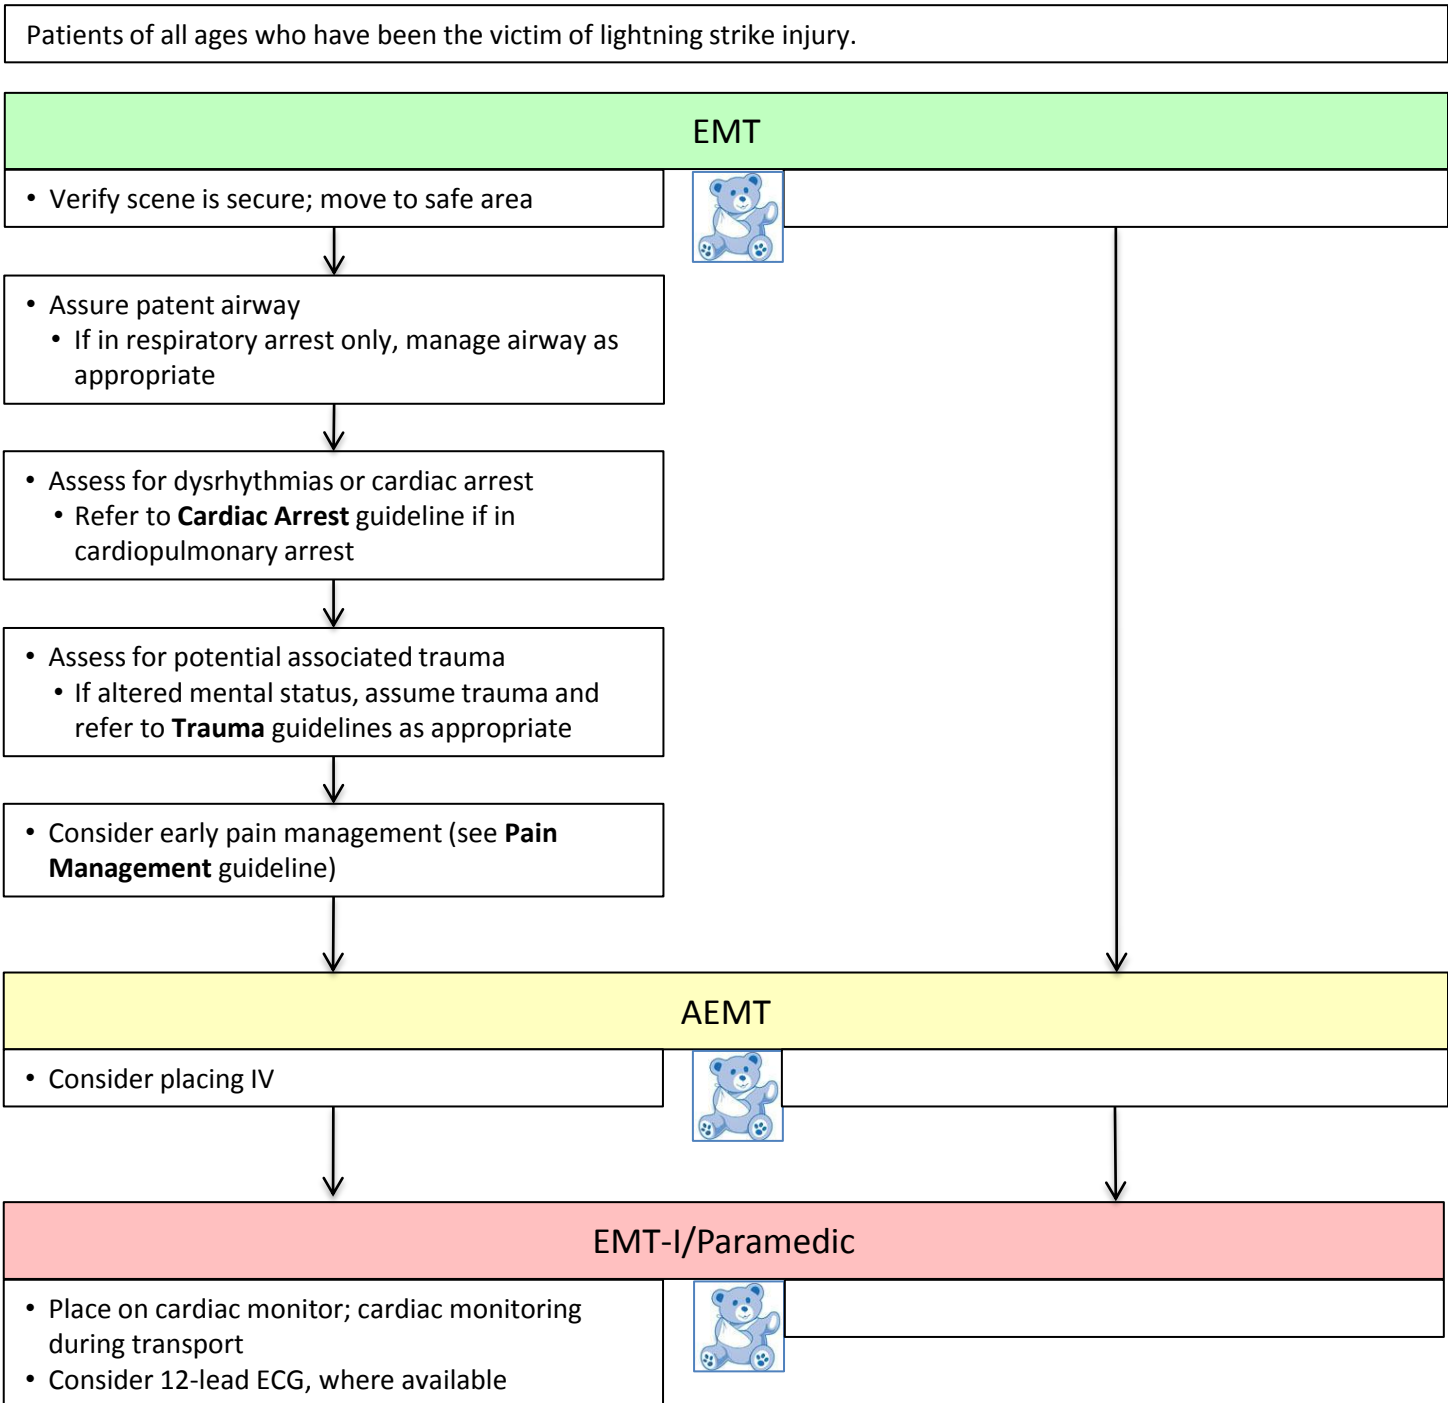 Patients of all ages who have been the victim of lightning strike injury.
EMT
• Verify scene is secure; move to safe area
• Assure patent airway
• If in respiratory arrest only, manage airway as
appropriate
• Assess for dysrhythmias or cardiac arrest
• Refer to Cardiac Arrest guideline if in
cardiopulmonary arrest
• Assess for potential associated trauma
• If altered mental status, assume trauma and
refer to Trauma guidelines as appropriate
• Consider early pain management (see Pain
Management guideline)
AEMT
• Consider placing IV
EMT-I/Paramedic
• Place on cardiac monitor; cardiac monitoring
during transport
• Consider 12-lead ECG, where available